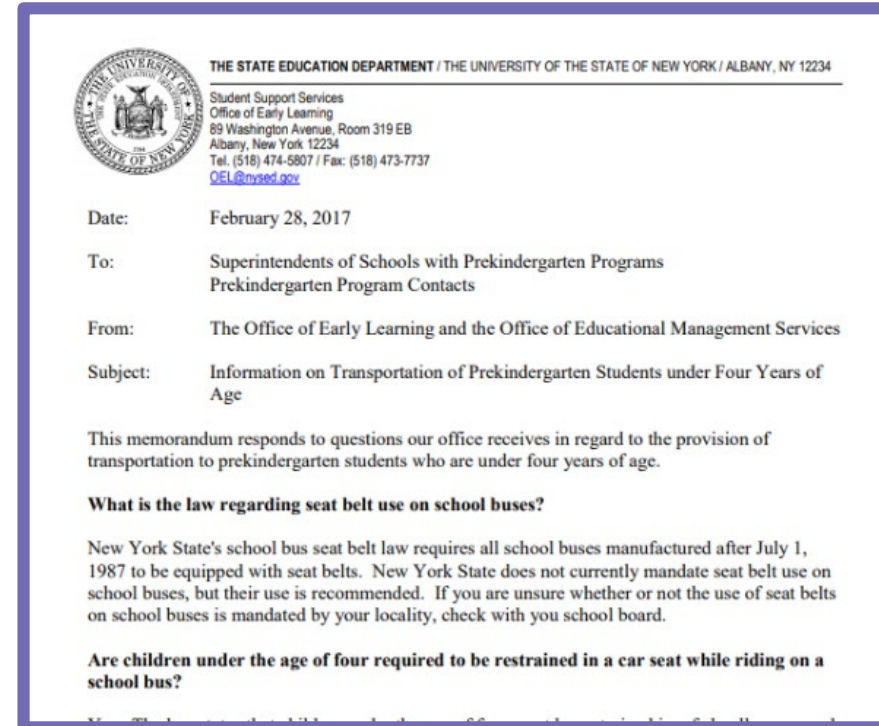 THE STATE EDUCATION DEPARTMENT / THE UNIVERSITY OF THE STATE OF NEW YORK / ALBANY, NY 12234
Student Support Services
Office of Early Learning
89 Washington Avenue, Room 319 EB
Albany, New York 12234
Tel. (518) 474-5807 / Fax: (518) 473-7737
OEL@nysed.gov
Date: February 28, 2017
To: Superintendents of Schools with Prekindergarten Programs
Prekindergarten Program Contacts
From: The Office of Early Learning and the Office of Educational Management Services
Subject: Information on Transportation of Prekindergarten Students under Four Years of
Age
This memorandum responds to questions our office receives in regard to the provision of
transportation to prekindergarten students who are under four years of age.
What is the law regarding seat belt use on school buses?
New York State's school bus seat belt law requires all school buses manufactured after July 1,
1987 to be equipped with seat belts. New York State does not currently mandate seat belt use on
school buses, but their use is recommended. If you are unsure whether or not the use of seat belts
on school buses is mandated by your locality, check with you school board.
Are children under the age of four required to be restrained in a car seat while riding on a
school bus?